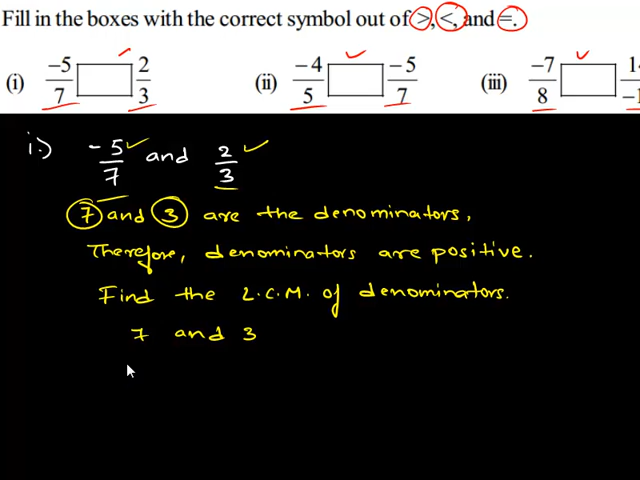 Fill in the boxes with the correct symbol out of >, <, and =.
(i) -5/7 □ 2/3 (ii) -4/5 □ -5/7 (iii) -7/8 □
i.) -5/7 and 2/3
7 and 3 are the denominators,
Therefore, denominators are positive.
Find the L.C.M. of denominators.
7 and 3